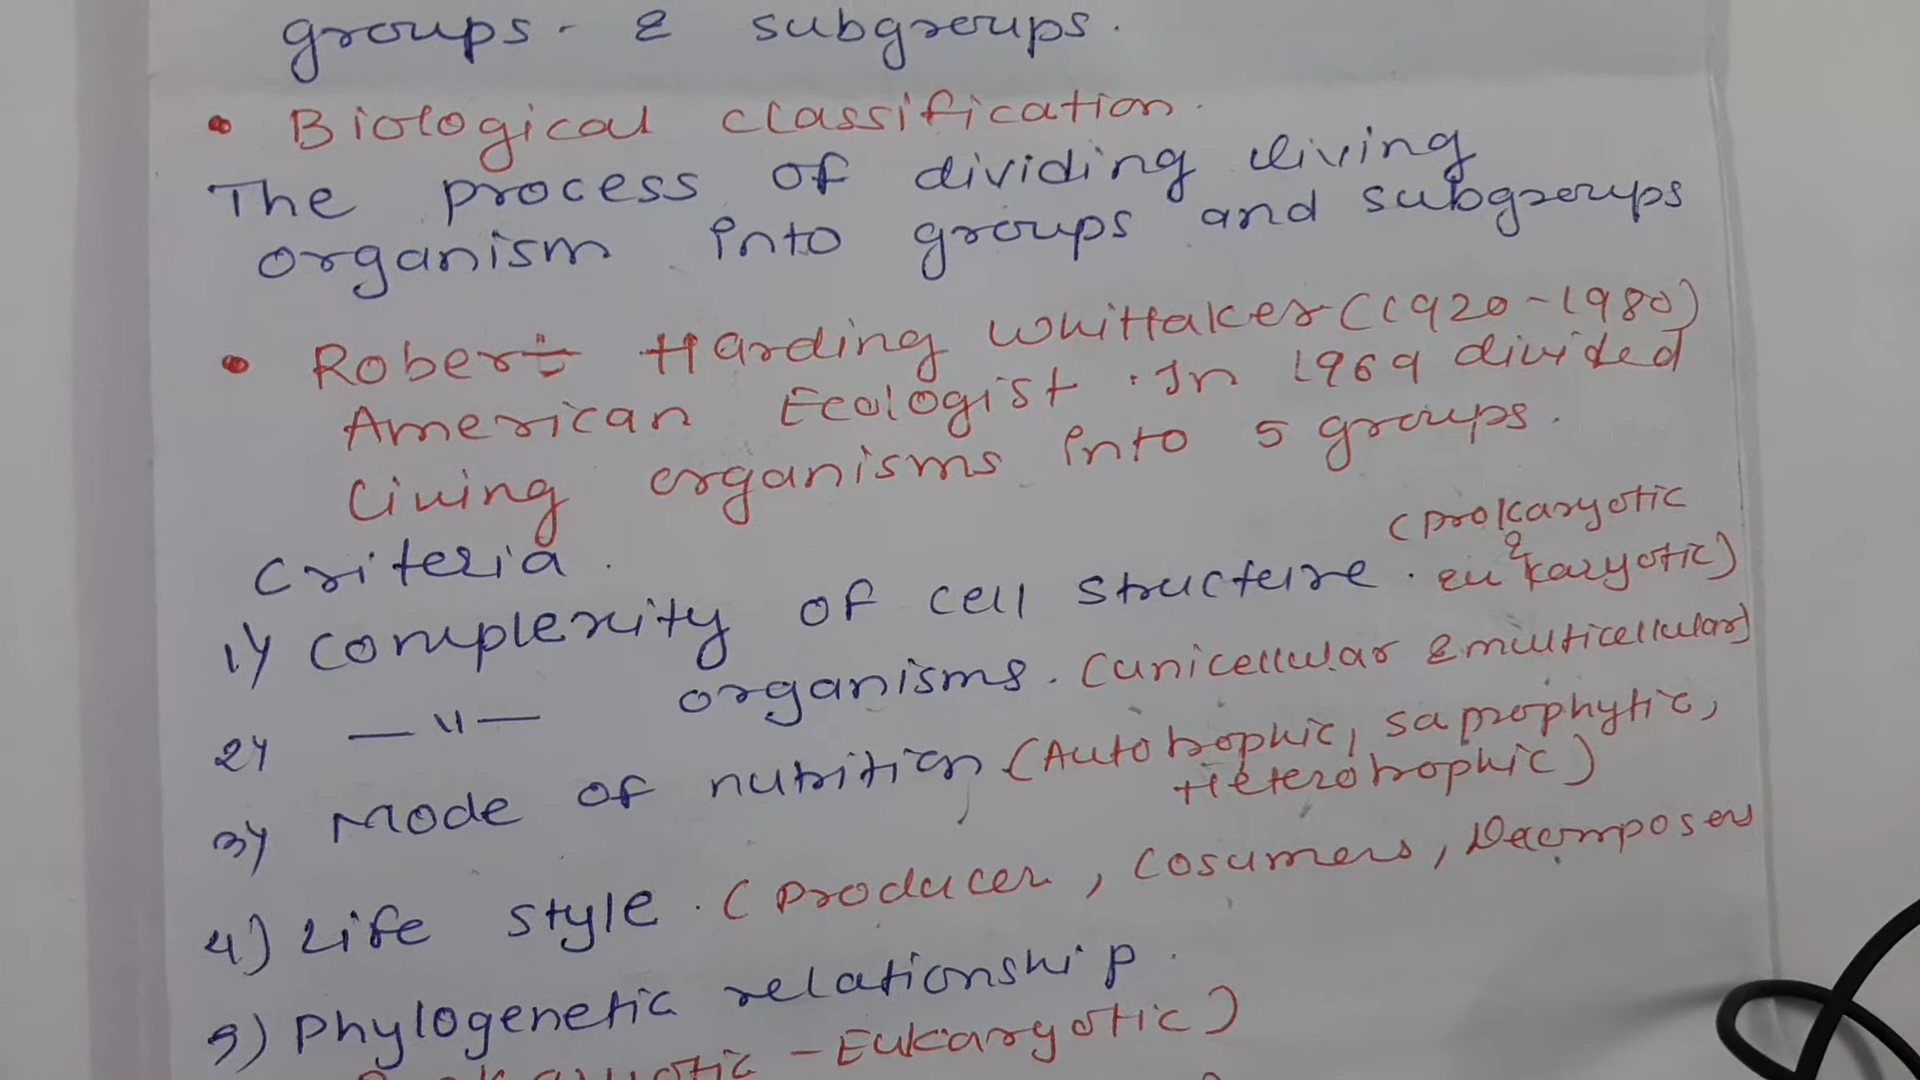 groups. & subgroups.
• Biological classification.
The process of dividing living
organism into groups and subgroups
• Robert Harding Whittaker (1920-1980)
American Ecologist. In 1969 divided
Living organisms into 5 groups.
Criteria.
1) Complexity of cell structure. (prokaryotic & eukaryotic)
2) —"— organisms. (unicellular & multicellular)
3) Mode of nutrition (Autotrophic, saprophytic,
Heterotrophic)
4) Life style. (Producer, Cosumers, Decomposers
5) Phylogenetic relationship.
Prokaryotic - Eukaryotic)